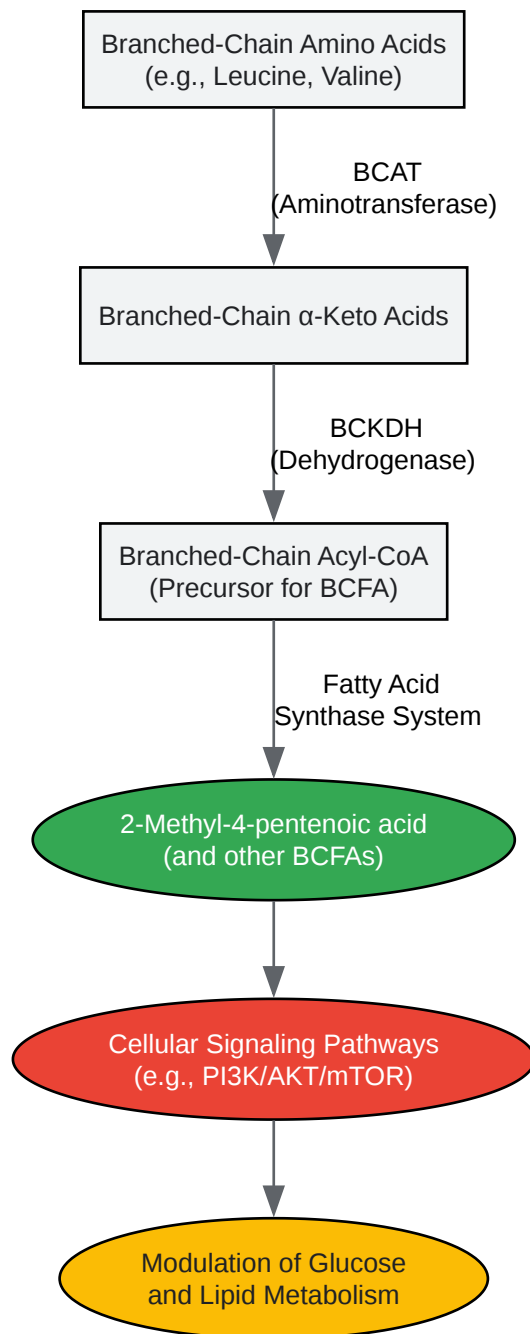 Branched-Chain Amino Acids
(e.g., Leucine, Valine)
BCAT
(Aminotransferase)
Branched-Chain α-Keto Acids
BCKDH
(Dehydrogenase)
Branched-Chain Acyl-CoA
(Precursor for BCFA)
Fatty Acid
Synthase System
2-Methyl-4-pentenoic acid
(and other BCFAs)
Cellular Signaling Pathways
(e.g., PI3K/AKT/mTOR)
Modulation of Glucose
and Lipid Metabolism